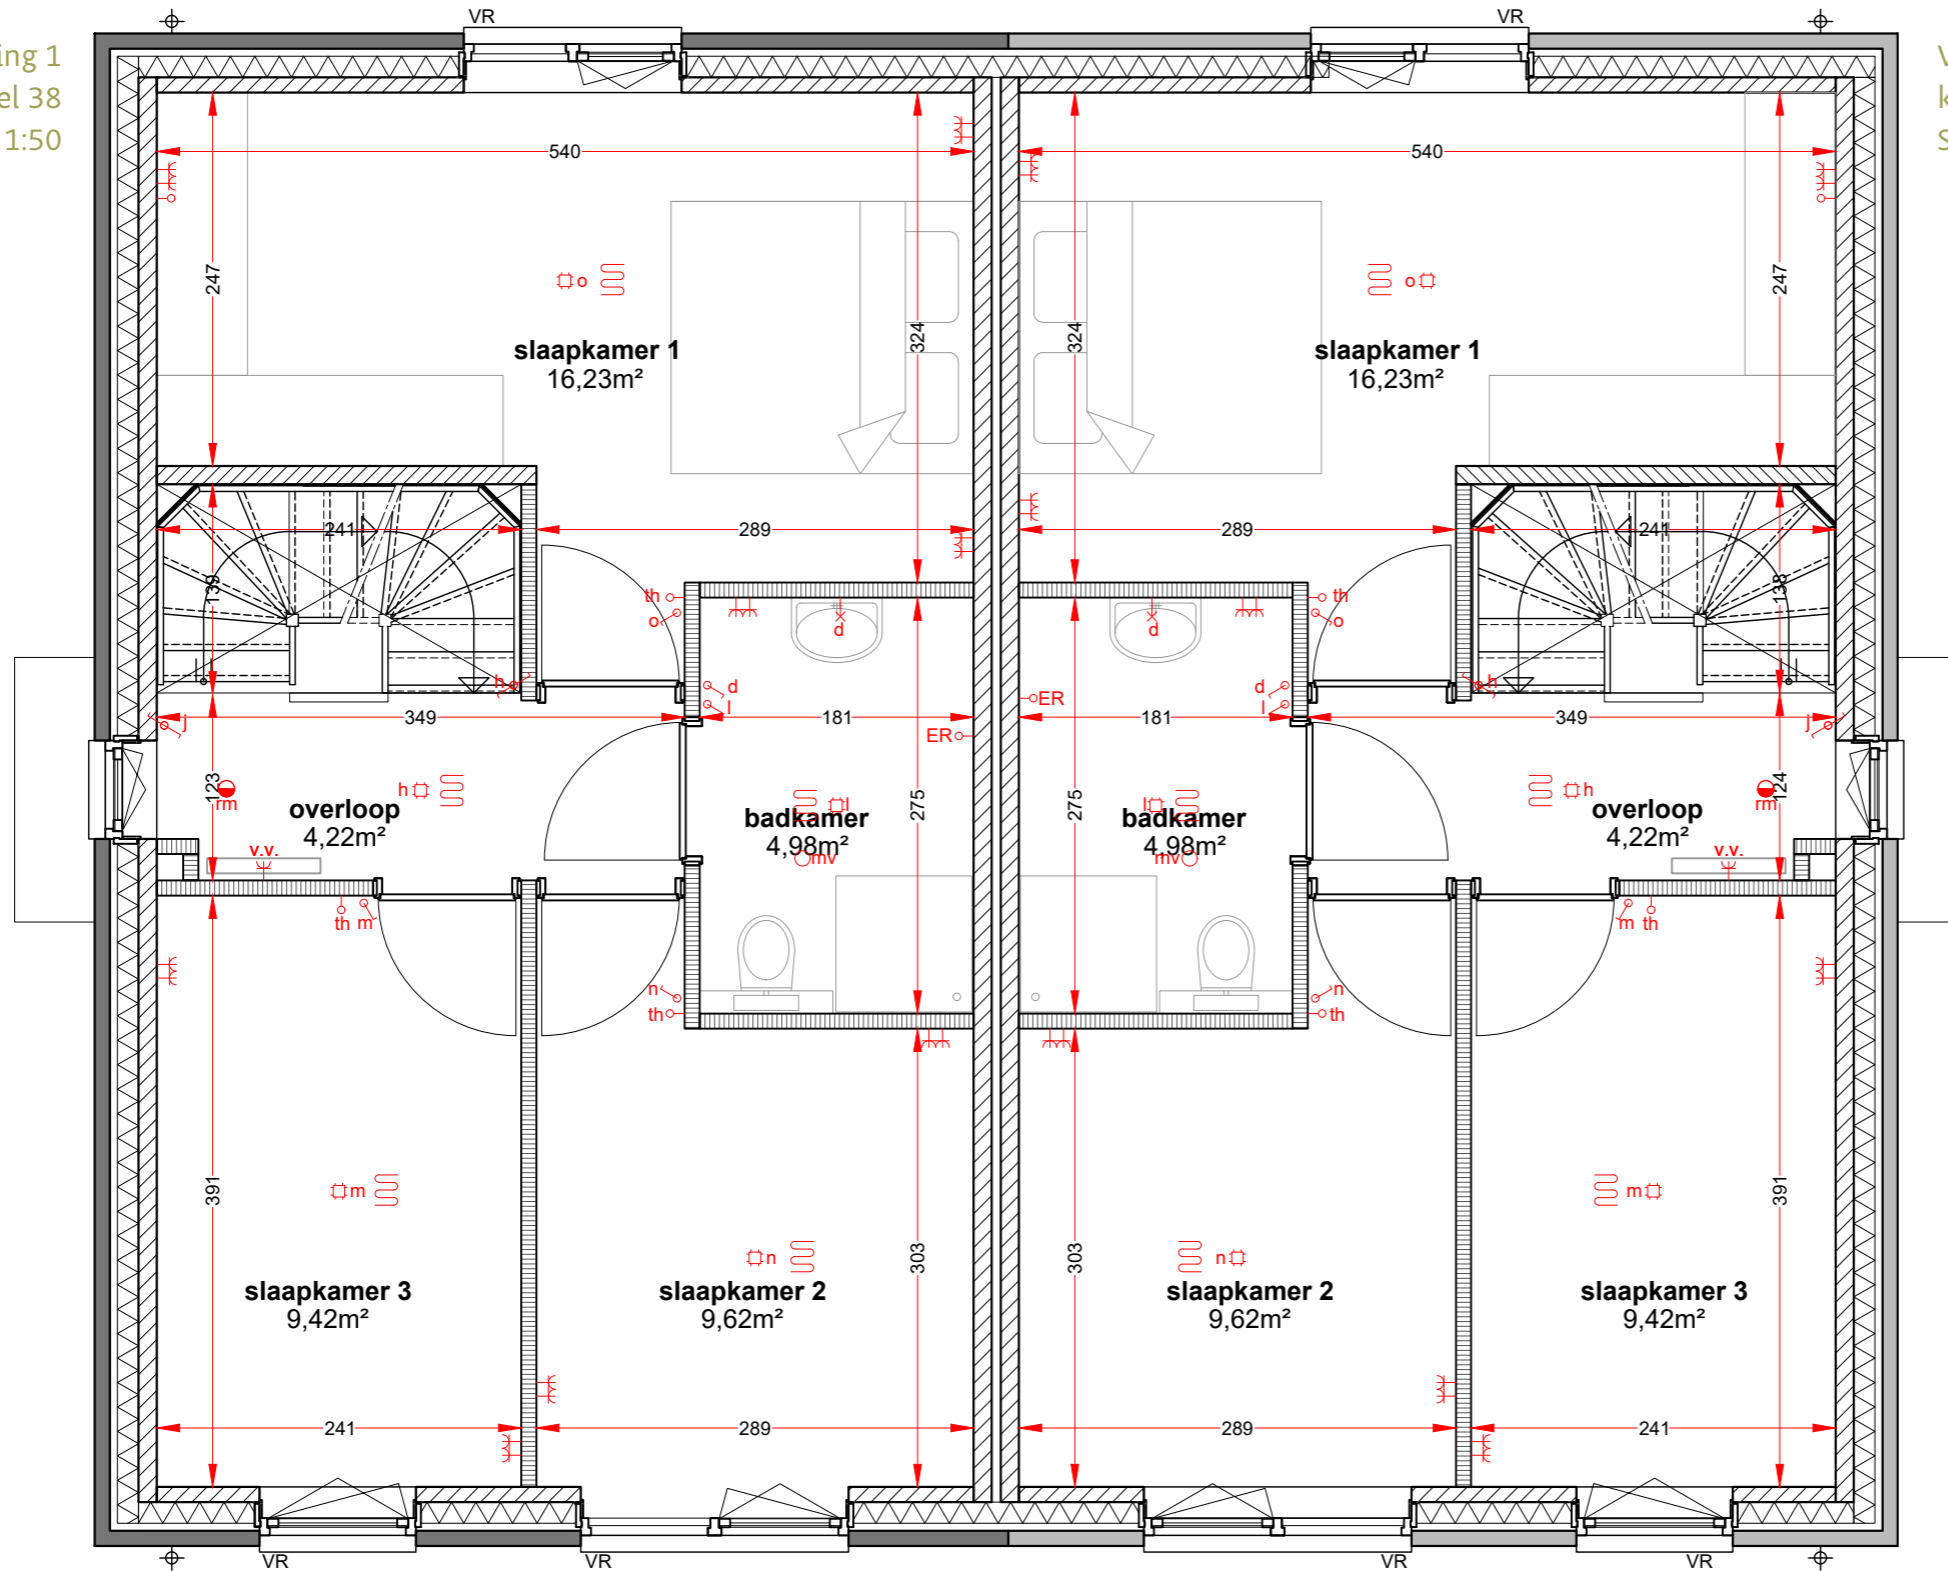 VR
VR
ing 1
el 38
1:50
V
k
S
540
540
247
324
324
247
o
o
slaapkamer 1
16,23m²
slaapkamer 1
16,23m²
241
289
289
241
139
138
th
o
d
d
th
o
h
d
l
d
l
h
ER
ER
j
349
181
181
349
j
123
rm
h
overloop
4,22m²
l
badkamer
4,98m²
mv
275
275
l
badkamer
4,98m²
mv
h
overloop
4,22m²
124
rm
v.v.
v.v.
th
m
m
th
n
th
n
th
391
m
m
391
n
303
303
n
slaapkamer 3
9,42m²
slaapkamer 2
9,62m²
slaapkamer 2
9,62m²
slaapkamer 3
9,42m²
241
289
289
241
VR
VR
VR
VR